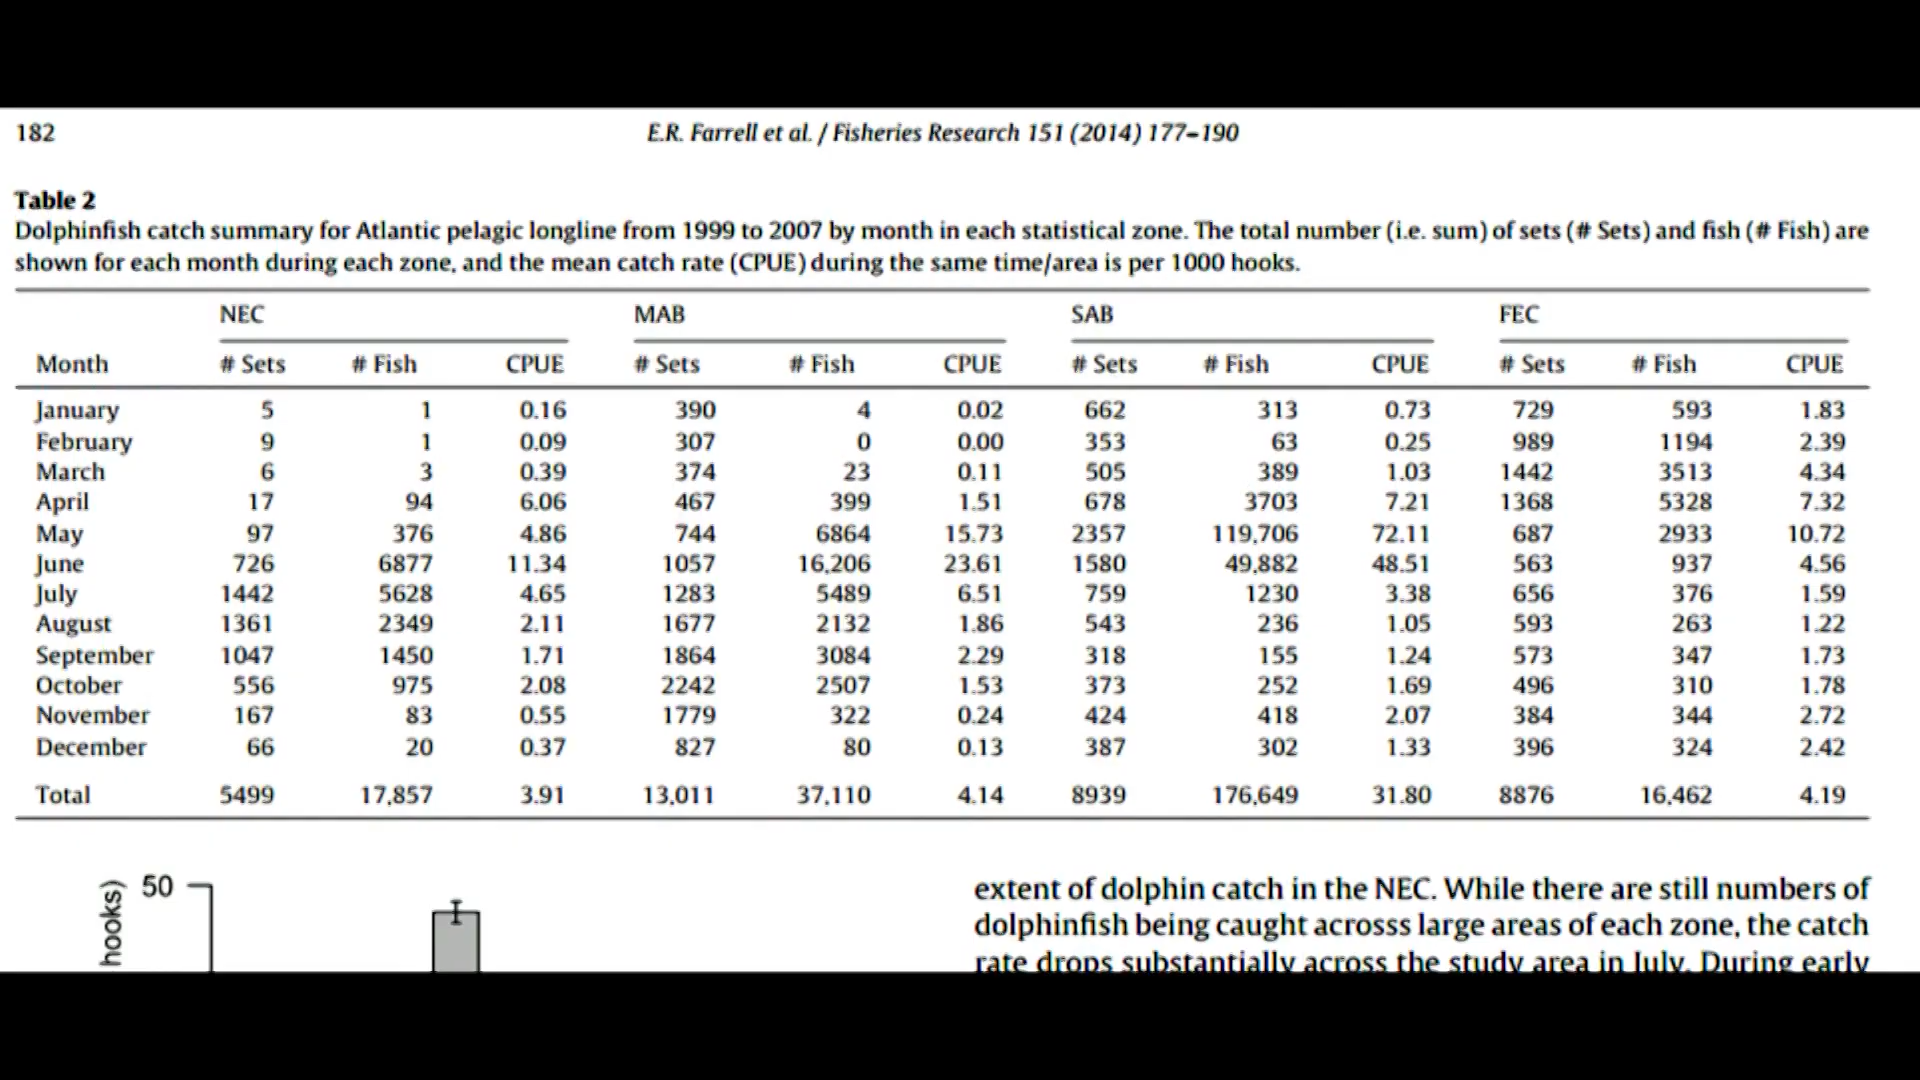 182
E.R. Farrell et al. / Fisheries Research 151 (2014) 177–190
Table 2
Dolphinfish catch summary for Atlantic pelagic longline from 1999 to 2007 by month in each statistical zone. The total number (i.e. sum) of sets (# Sets) and fish (# Fish) are
shown for each month during each zone, and the mean catch rate (CPUE) during the same time/area is per 1000 hooks.
NEC MAB SAB FEC
Month # Sets # Fish CPUE # Sets # Fish CPUE # Sets # Fish CPUE # Sets # Fish CPUE
January 5 1 0.16 390 4 0.02 662 313 0.73 729 593 1.83
February 9 1 0.09 307 0 0.00 353 63 0.25 989 1194 2.39
March 6 3 0.39 374 23 0.11 505 389 1.03 1442 3513 4.34
April 17 94 6.06 467 399 1.51 678 3703 7.21 1368 5328 7.32
May 97 376 4.86 744 6864 15.73 2357 119,706 72.11 687 2933 10.72
June 726 6877 11.34 1057 16,206 23.61 1580 49,882 48.51 563 937 4.56
July 1442 5628 4.65 1283 5489 6.51 759 1230 3.38 656 376 1.59
August 1361 2349 2.11 1677 2132 1.86 543 236 1.05 593 263 1.22
September 1047 1450 1.71 1864 3084 2.29 318 155 1.24 573 347 1.73
October 556 975 2.08 2242 2507 1.53 373 252 1.69 496 310 1.78
November 167 83 0.55 1779 322 0.24 424 418 2.07 384 344 2.72
December 66 20 0.37 827 80 0.13 387 302 1.33 396 324 2.42
Total 5499 17,857 3.91 13,011 37,110 4.14 8939 176,649 31.80 8876 16,462 4.19
50
hooks)
extent of dolphin catch in the NEC. While there are still numbers of
dolphinfish being caught acrosss large areas of each zone, the catch
rate drops substantially across the study area in July. During early